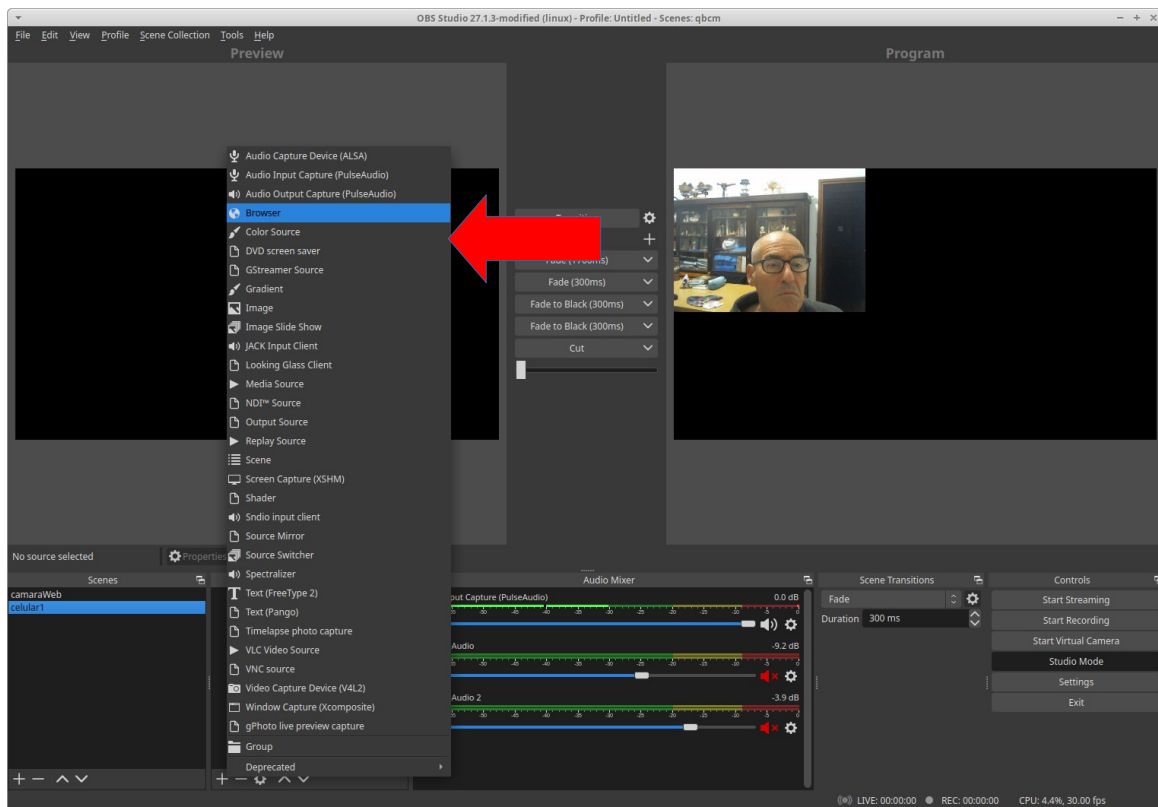 OBS Studio 27.1.3-modified (linux) - Profile: Untitled - Scenes: qbcm
File Edit View Profile Scene Collection Tools Help
Preview
Program
Audio Capture Device (ALSA)
Audio Input Capture (PulseAudio)
Audio Output Capture (PulseAudio)
Browser
Color Source
DVD screen saver
GStreamer Source
Gradient
Image
Image Slide Show
JACK Input Client
Looking Glass Client
Media Source
NDI™ Source
Output Source
Replay Source
Scene
Screen Capture (XSHM)
Shader
Sndio input client
Source Mirror
Source Switcher
Spectralizer
Text (FreeType 2)
Text (Pango)
Timelapse photo capture
VLC Video Source
VNC source
Video Capture Device (V4L2)
Window Capture (Xcomposite)
gPhoto live preview capture
Group
Deprecated
Fade (300ms)
Fade to Black (300ms)
Fade to Black (300ms)
Cut
No source selected
Properties
Scenes
camaraWeb
celular1
Audio Mixer
(PulseAudio)
0.0 dB
Audio
-9.2 dB
Audio 2
-3.9 dB
Scene Transitions
Fade
Duration 300 ms
Controls
Start Streaming
Start Recording
Start Virtual Camera
Studio Mode
Settings
Exit
LIVE: 00:00:00 REC: 00:00:00 CPU: 4.4%, 30.00 fps